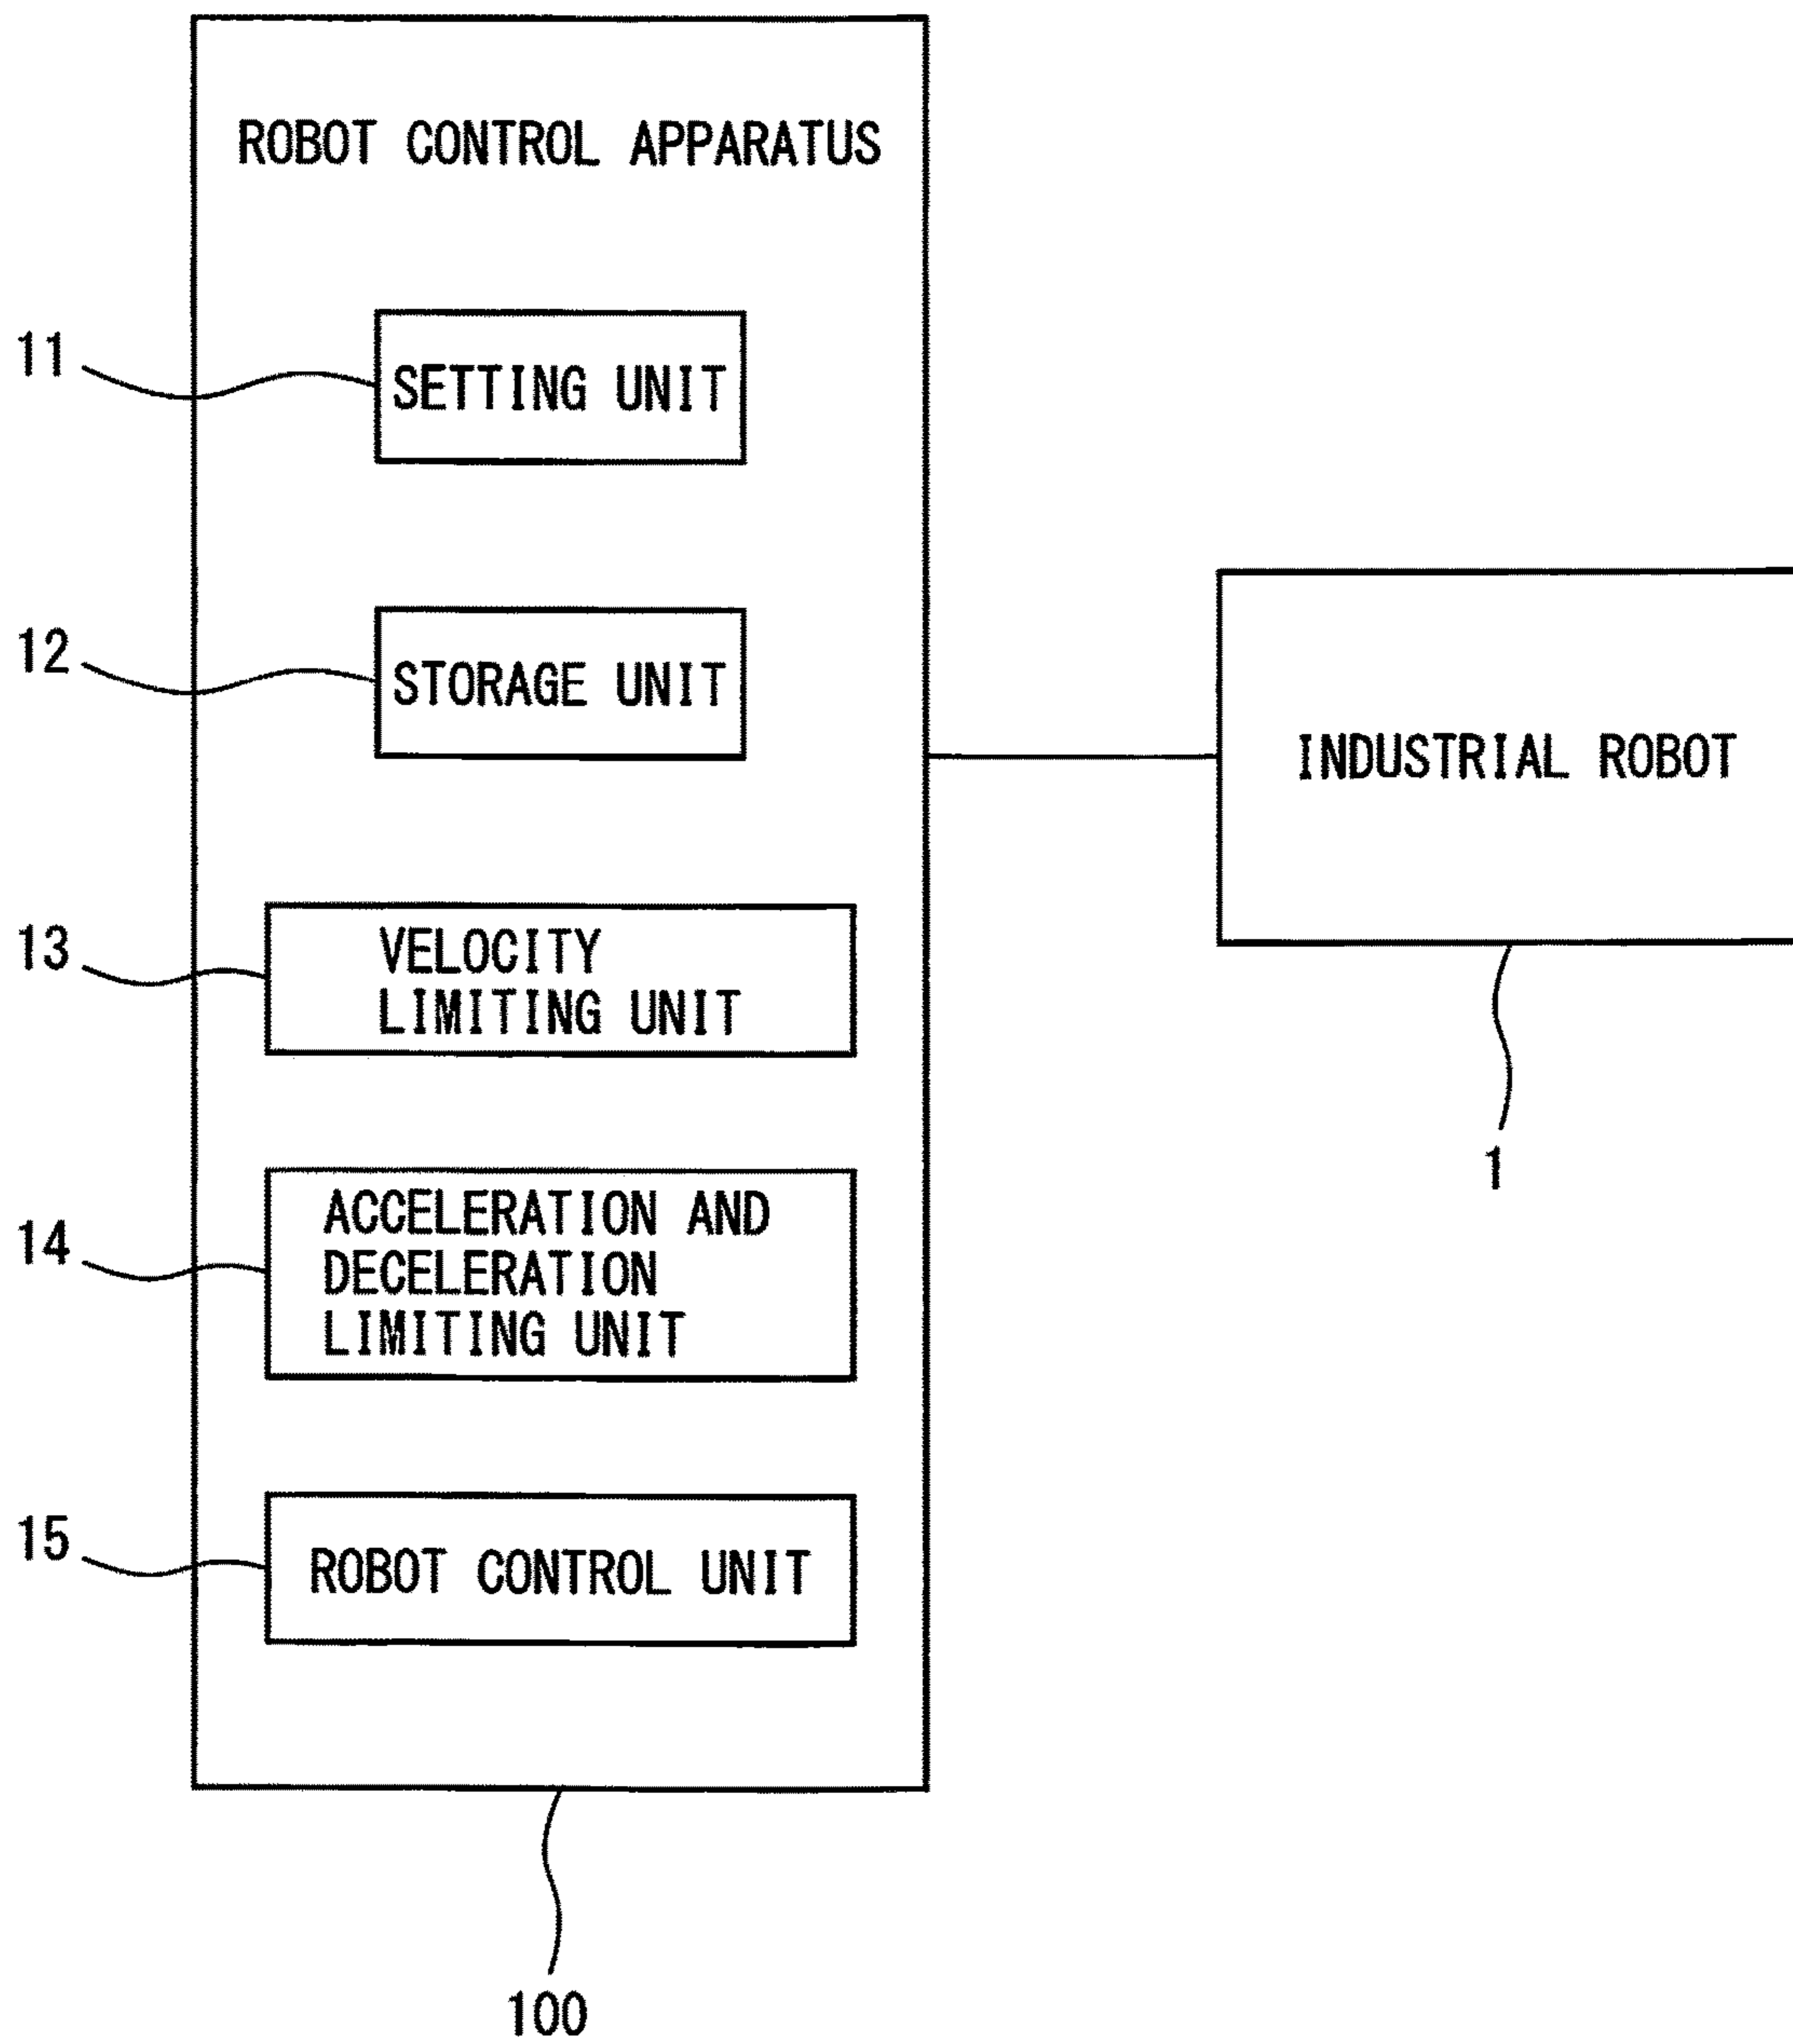 ROBOT CONTROL APPARATUS
11
SETTING UNIT
12
STORAGE UNIT
INDUSTRIAL ROBOT
13
VELOCITY
LIMITING UNIT
1
14
ACCELERATION AND
DECELERATION
LIMITING UNIT
15
ROBOT CONTROL UNIT
100